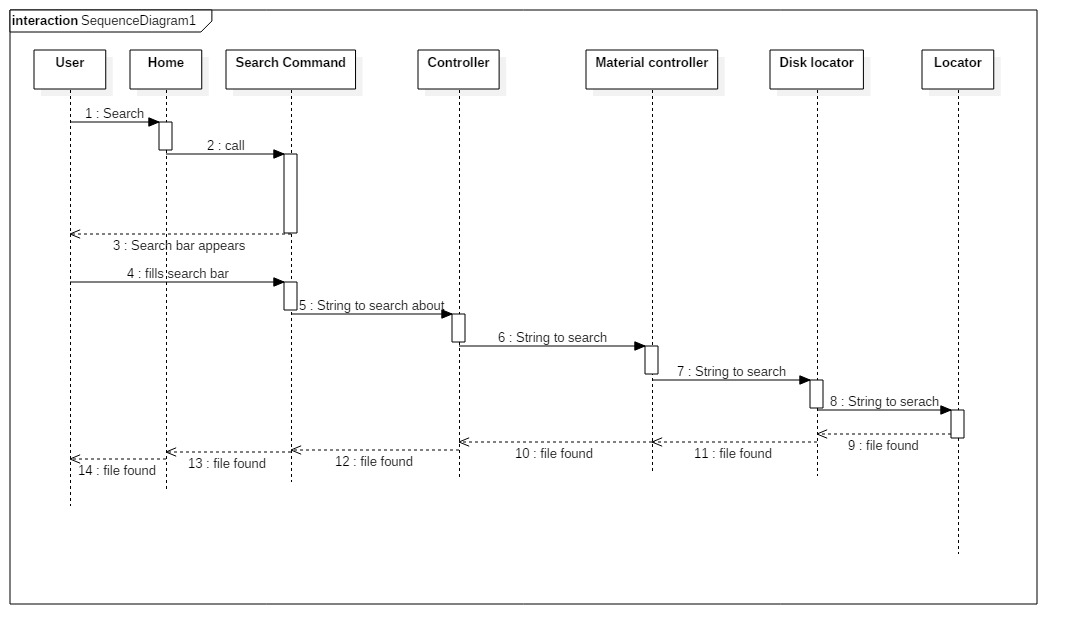 interaction SequenceDiagram1
User
Home
Search Command
Controller
Material controller
Disk locator
Locator
1 : Search
2 : call
3 : Search bar appears
4 : fills search bar
5 : String to search about
6 : String to search
7 : String to search
8 : String to serach
9 : file found
10 : file found
11 : file found
12 : file found
13 : file found
14 : file found